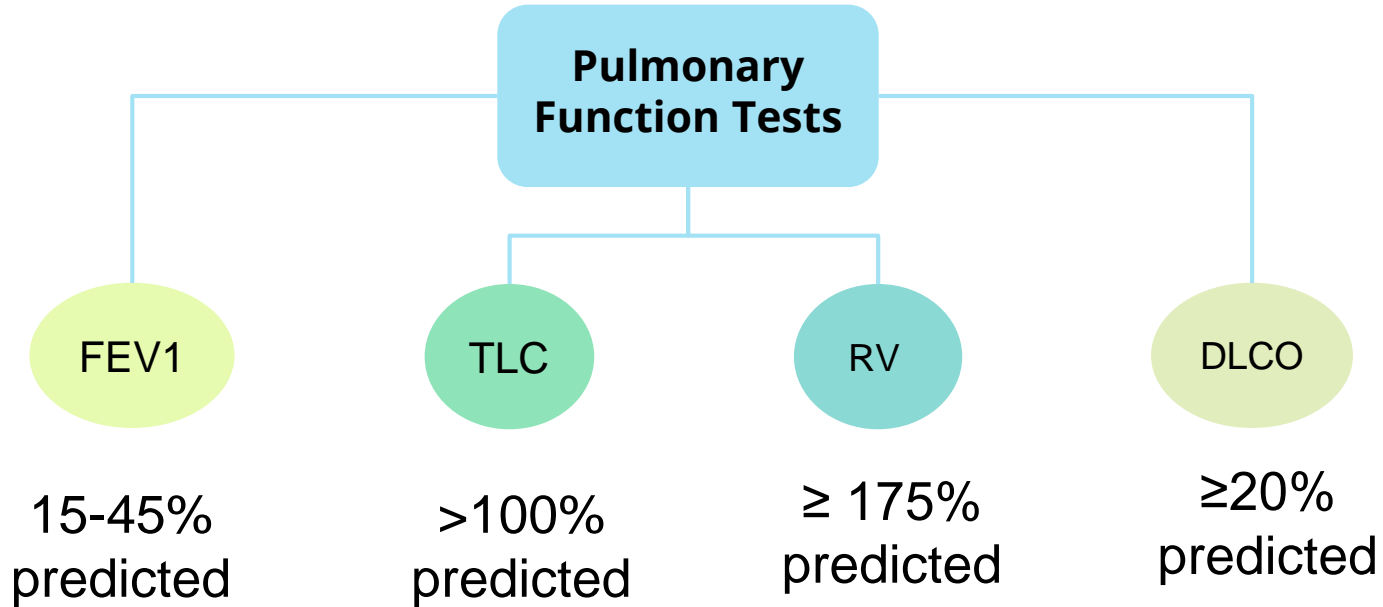 Pulmonary
Function Tests
FEV1
TLC
RV
DLCO
15-45%
predicted
>100%
predicted
≥ 175%
predicted
≥20%
predicted